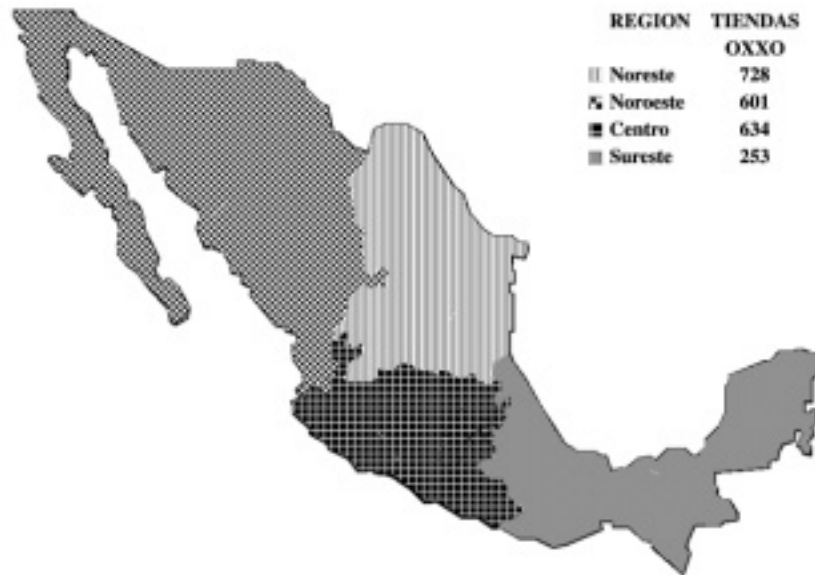 REGION TIENDAS
OXXO
Noreste 728
Noroeste 601
Centro 634
Sureste 253